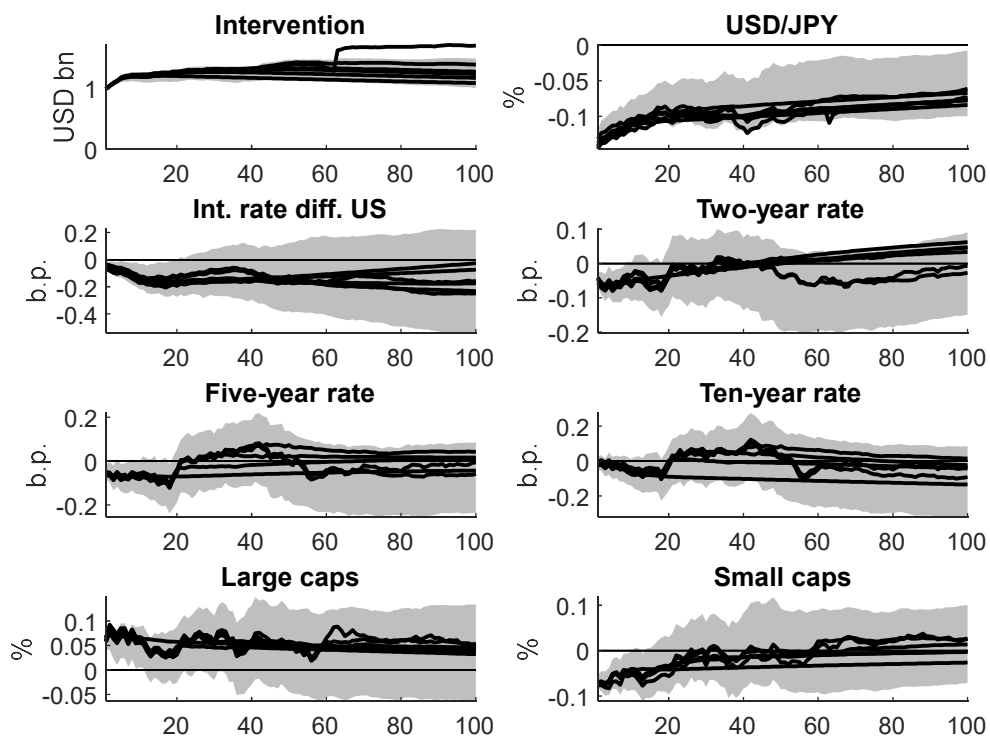 Intervention
USD bn
1
0
20 40 60 80 100
USD/JPY
%
0
-0.05
-0.1
20 40 60 80 100
Int. rate diff. US
b.p.
0.2
0
-0.2
-0.4
20 40 60 80 100
Two-year rate
b.p.
0.1
0
-0.1
-0.2
20 40 60 80 100
Five-year rate
b.p.
0.2
0
-0.2
20 40 60 80 100
Ten-year rate
b.p.
0.2
0
-0.2
20 40 60 80 100
Large caps
%
0.1
0.05
0
-0.05
20 40 60 80 100
Small caps
%
0.1
0
-0.1
20 40 60 80 100